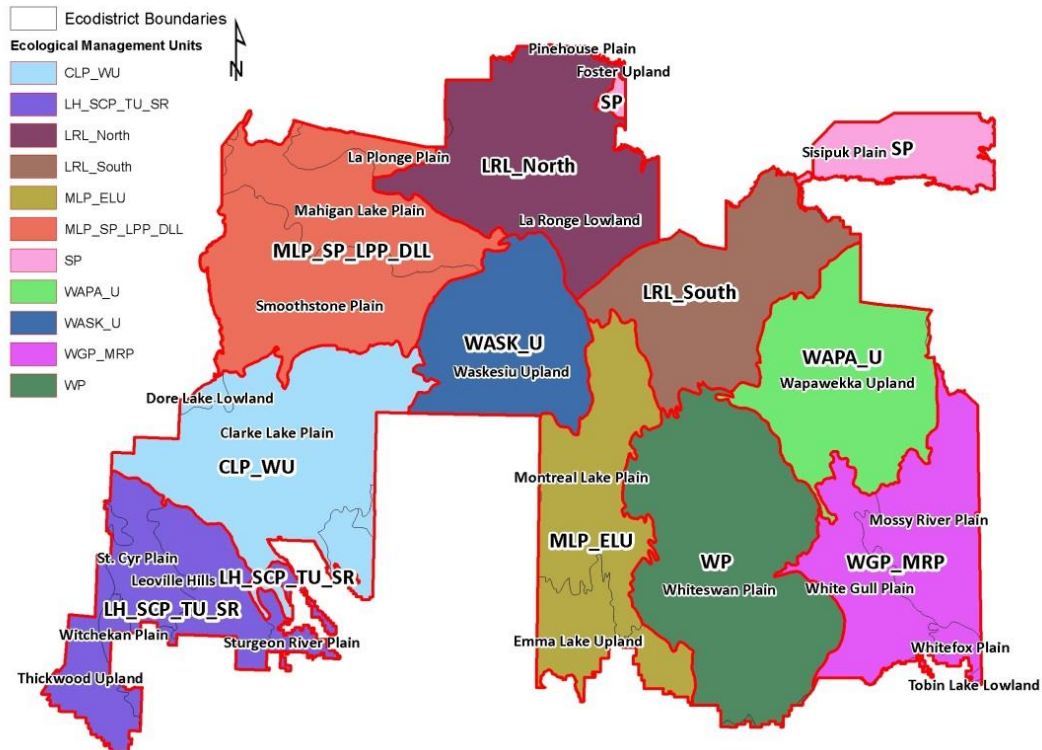 Ecodistrict Boundaries
Ecological Management Units
CLP_WU
LH_SCP_TU_SR
LRL_North
LRL_South
MLP_ELU
MLP_SP_LPP_DLL
SP
WAPA_U
WASK_U
WGP_MRP
WP
N
Pinehouse Plain
Foster Upland
SP
La Plonge Plain
LRL_North
Sisipuk Plain
SP
Mahigan Lake Plain
La Ronge Lowland
MLP_SP_LPP_DLL
LRL_South
Smoothstone Plain
WASK_U
Waskesiu Upland
WAPA_U
Wapawekka Upland
Dore Lake Lowland
Clarke Lake Plain
CLP_WU
Montreal Lake Plain
Mossy River Plain
MLP_ELU
WP
WGP_MRP
St. Cyr Plain
Leoville Hills
LH_SCP_TU_SR
Whiteswan Plain
White Gull Plain
LH_SCP_TU_SR
Witchekan Plain
Sturgeon River Plain
Emma Lake Upland
Whitefox Plain
Thickwood Upland
Tobin Lake Lowland